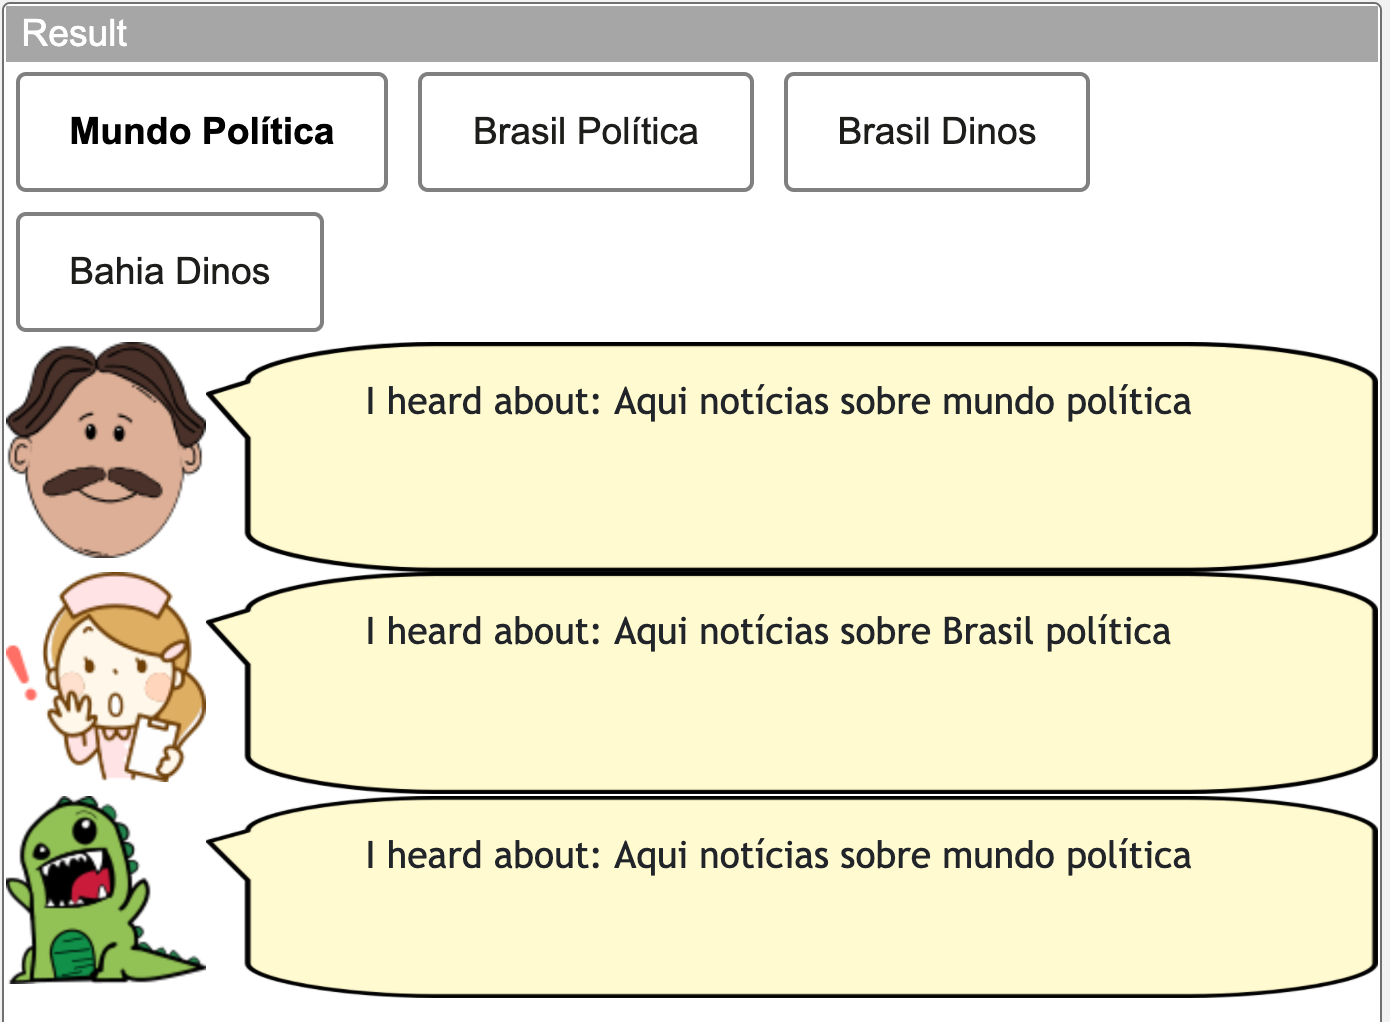 Result
Mundo Política
Brasil Política
Brasil Dinos
Bahia Dinos
I heard about: Aqui notícias sobre mundo política
I heard about: Aqui notícias sobre Brasil política
I heard about: Aqui notícias sobre mundo política